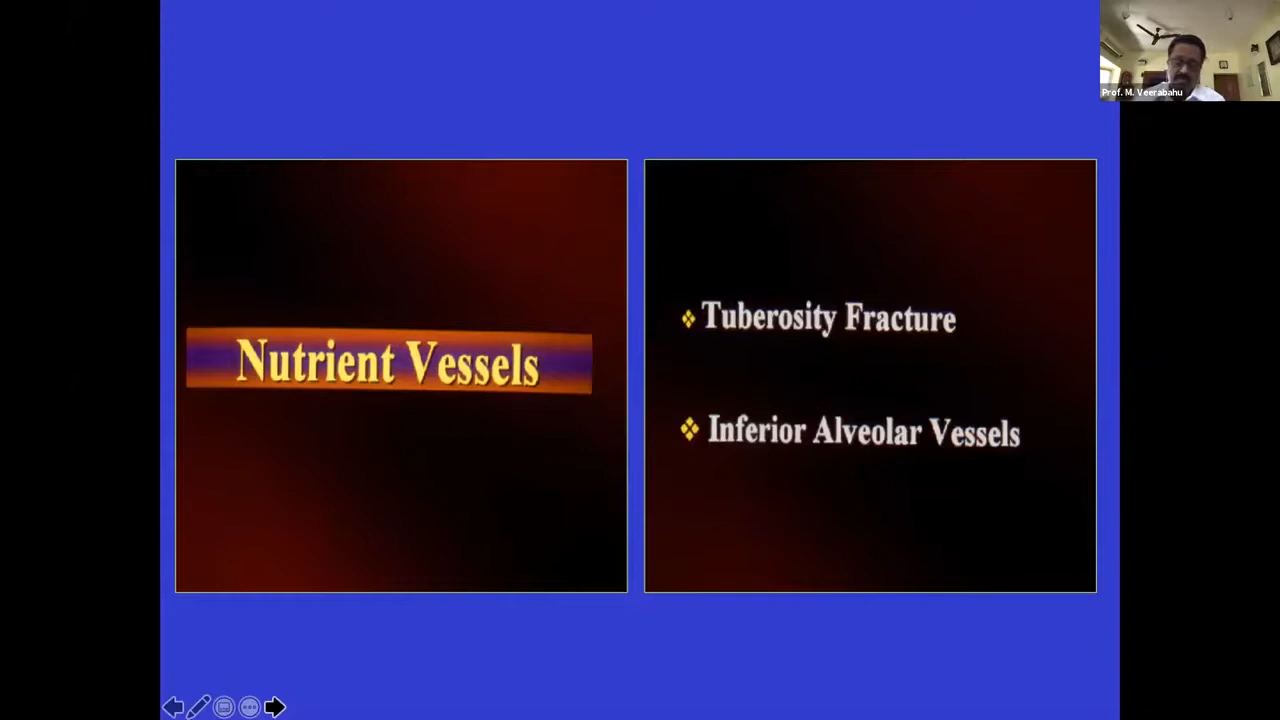 Prof. M. Veerabahu
Nutrient Vessels
Tuberosity Fracture
Inferior Alveolar Vessels